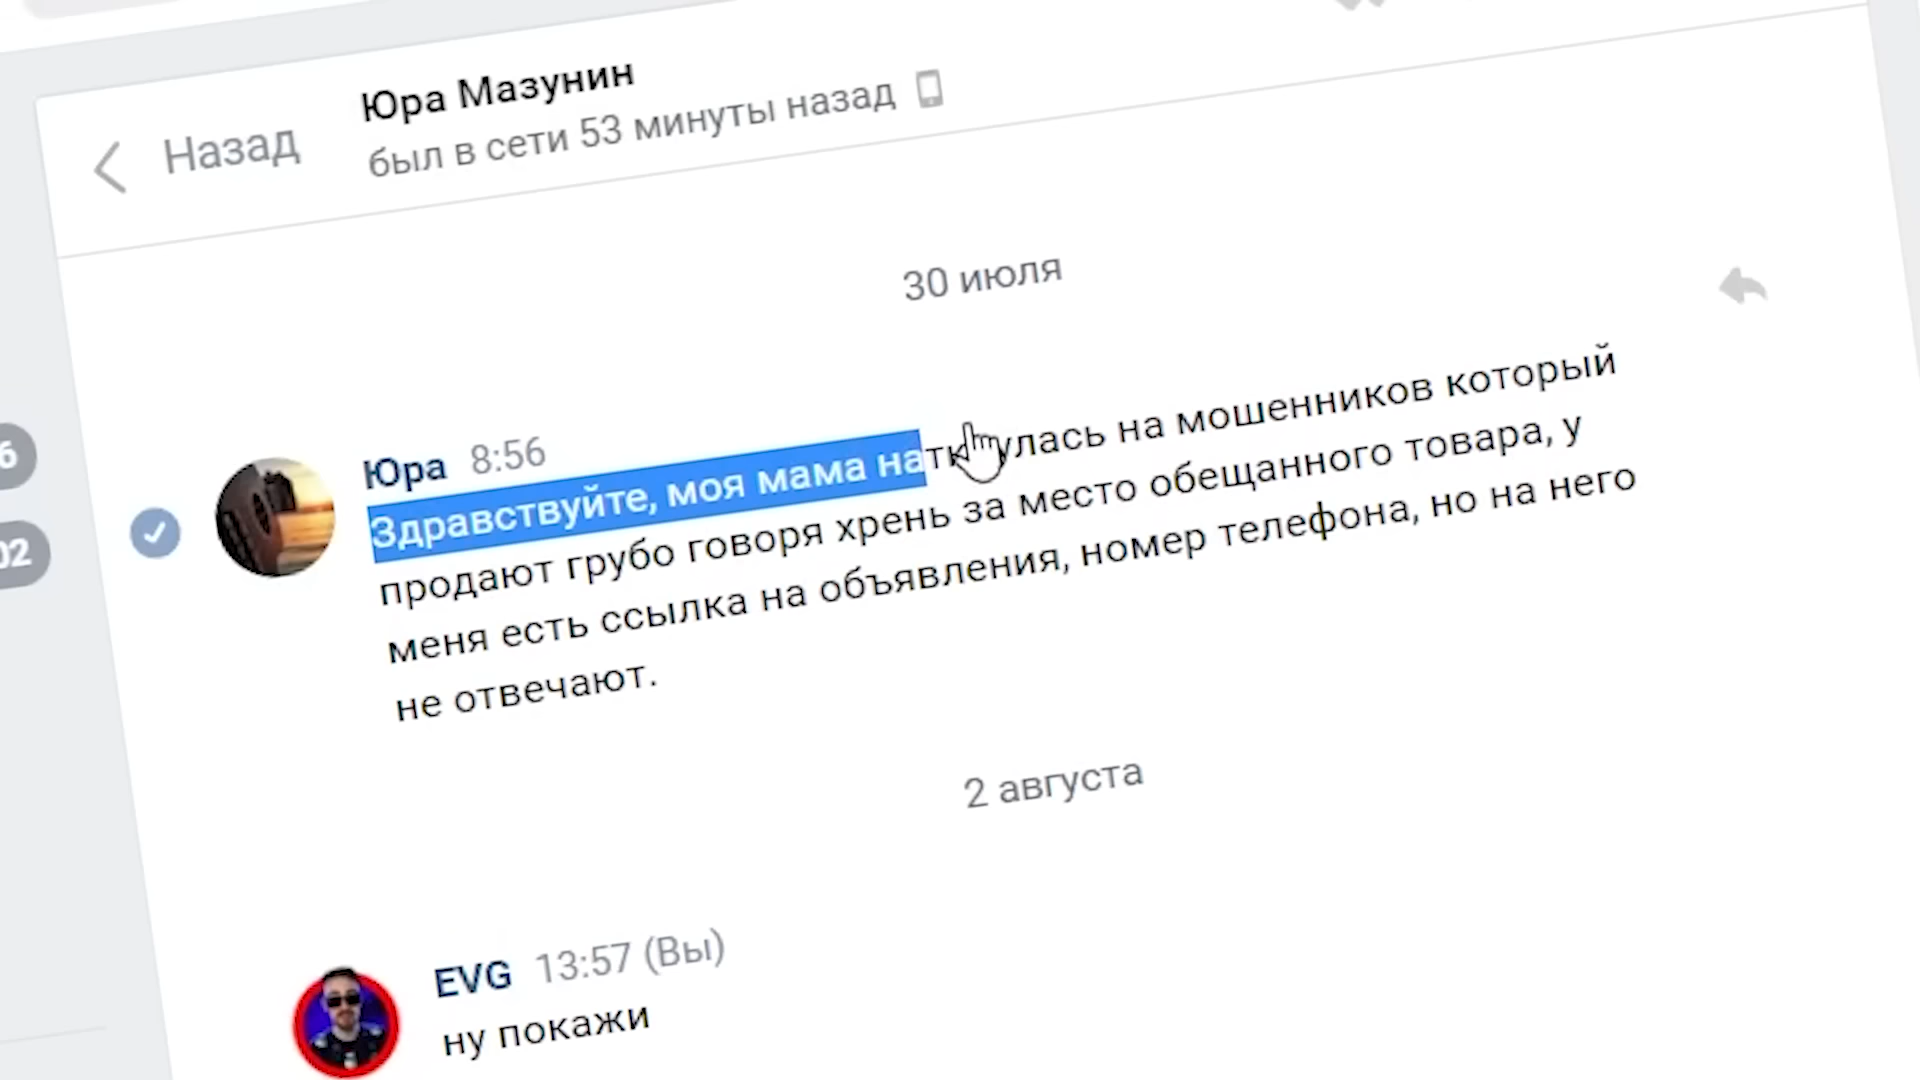 Назад
Юра Мазунин
был в сети 53 минуты назад
30 июля
6
02
Юра 8:56
Здравствуйте, моя мама наткнулась на мошенников который
продают грубо говоря хрень за место обещанного товара, у
меня есть ссылка на объявления, номер телефона, но на него
не отвечают.
2 августа
EVG 13:57 (Вы)
ну покажи